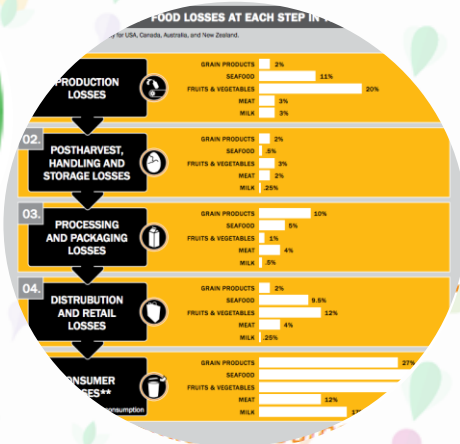 FOOD LOSSES AT EACH STEP IN
for USA, Canada, Australia, and New Zealand.
PRODUCTION
LOSSES
GRAIN PRODUCTS 2%
SEAFOOD 11%
FRUITS & VEGETABLES 20%
MEAT 3%
MILK 3%
02.
POSTHARVEST,
HANDLING AND
STORAGE LOSSES
GRAIN PRODUCTS 2%
SEAFOOD .5%
FRUITS & VEGETABLES 3%
MEAT 2%
MILK .25%
03.
PROCESSING
AND PACKAGING
LOSSES
GRAIN PRODUCTS 10%
SEAFOOD 5%
FRUITS & VEGETABLES 1%
MEAT 4%
MILK .5%
04.
DISTRUBUTION
AND RETAIL
LOSSES
GRAIN PRODUCTS 2%
SEAFOOD 9.5%
FRUITS & VEGETABLES 12%
MEAT 4%
MILK .25%
GRAIN PRODUCTS 27%
SEAFOOD
FRUITS & VEGETABLES
MEAT 12%
MILK